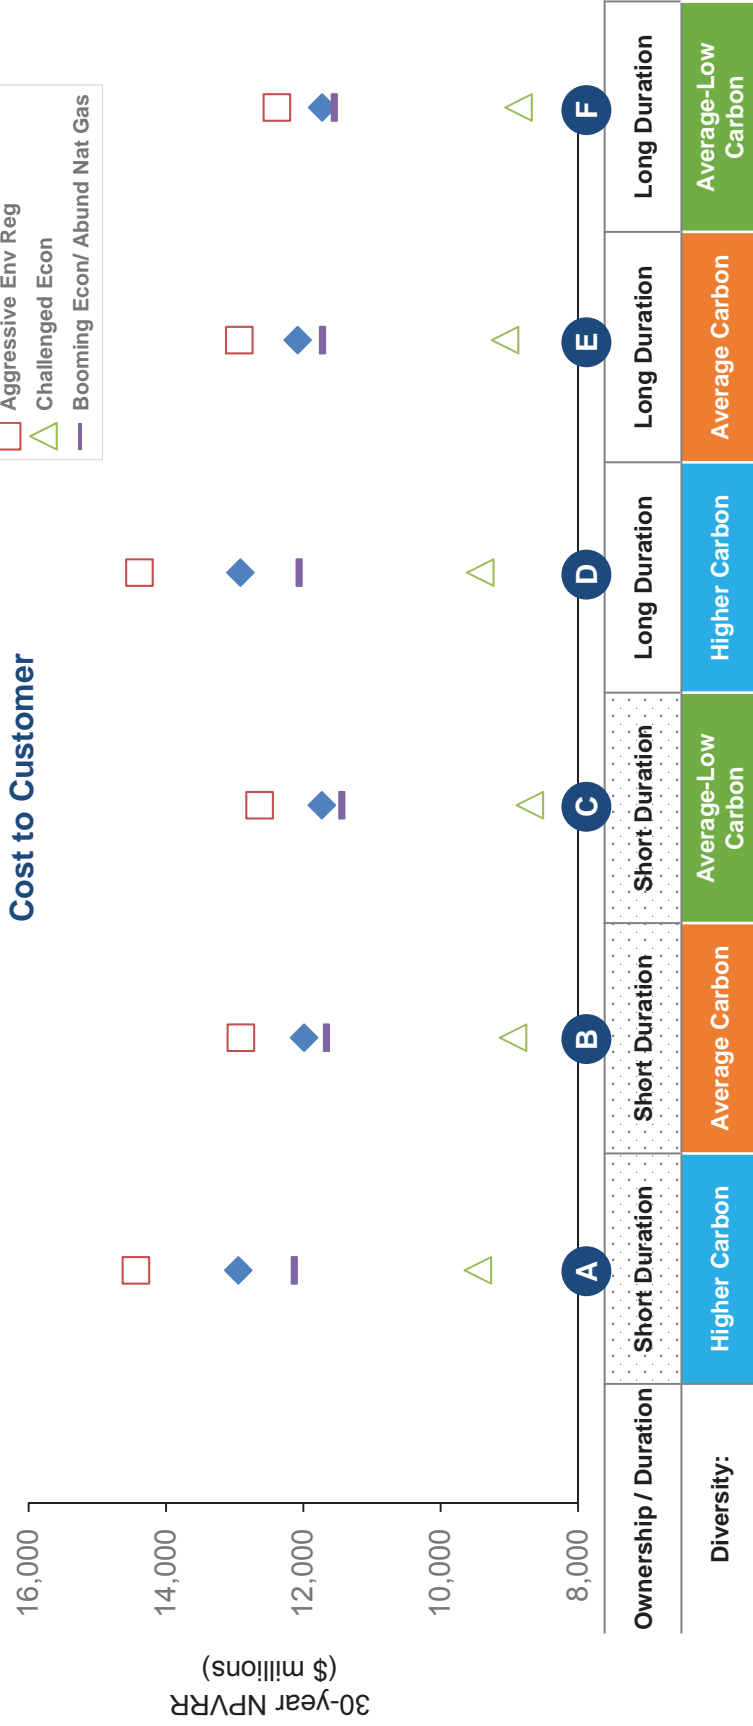 Cost to Customer
Aggressive Env Reg
Challenged Econ
Booming Econ/ Abund Nat Gas
30-year NPVRR
($ millions)
16,000
14,000
12,000
10,000
8,000
A
B
C
D
E
F
Ownership / Duration
Short Duration
Short Duration
Short Duration
Long Duration
Long Duration
Long Duration
Diversity:
Higher Carbon
Average Carbon
Average-Low
Carbon
Higher Carbon
Average Carbon
Average-Low
Carbon